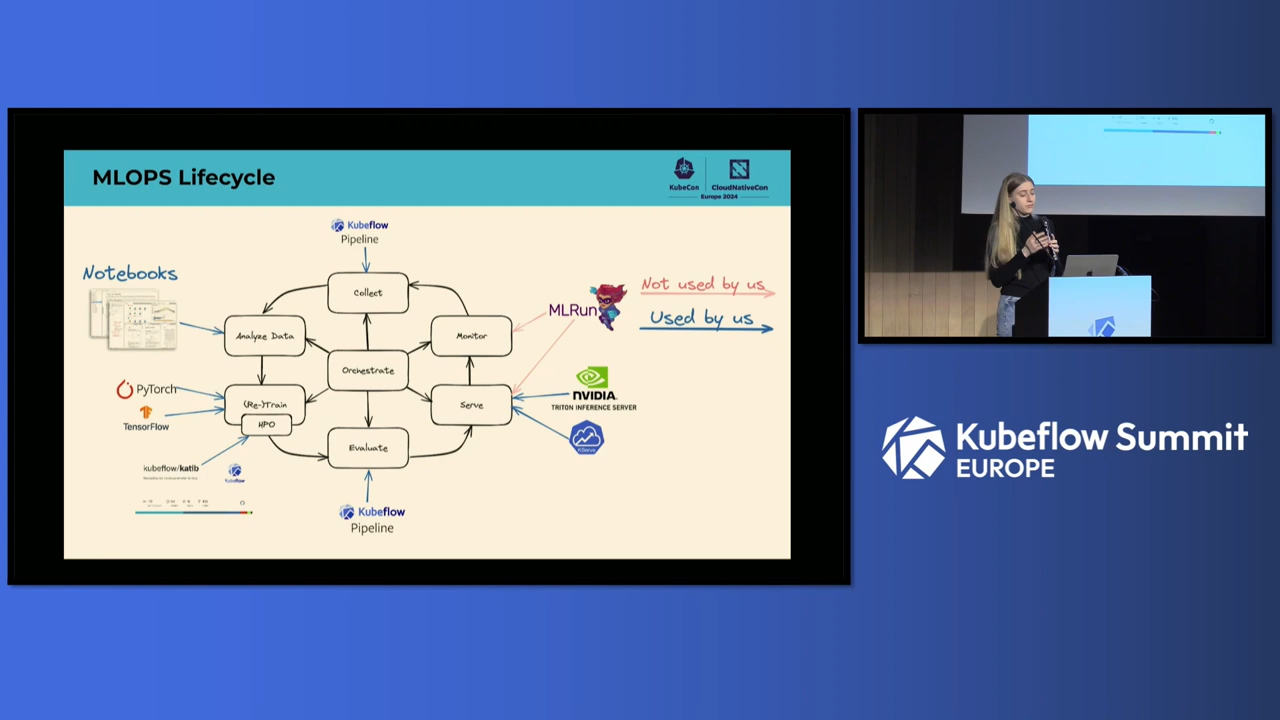 MLOPS Lifecycle
KubeCon
CloudNativeCon
Europe 2024
Kubeflow
Pipeline
Notebooks
Collect
Not used by us
MLRun
Used by us
Analyze Data
Monitor
Orchestrate
PyTorch
TensorFlow
(Re-)Train
HPO
Serve
NVIDIA.
TRITON INFERENCE SERVER
KServe
Evaluate
kubeflow/katib
Kubeflow
Kubeflow
Pipeline
Kubeflow Summit
EUROPE